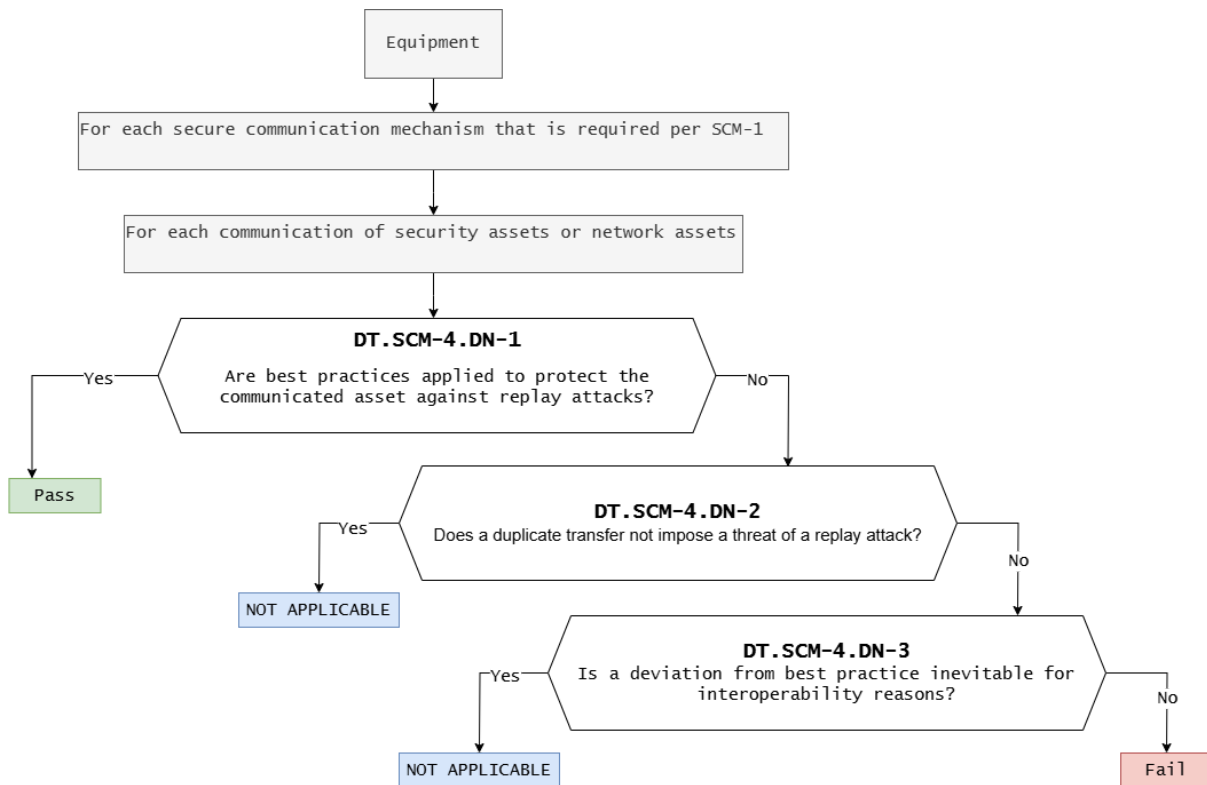 Equipment
For each secure communication mechanism that is required per SCM-1
For each communication of security assets or network assets
DT.SCM-4.DN-1
Are best practices applied to protect the
communicated asset against replay attacks?
Yes
No
Pass
DT.SCM-4.DN-2
Does a duplicate transfer not impose a threat of a replay attack?
Yes
No
NOT APPLICABLE
DT.SCM-4.DN-3
Is a deviation from best practice inevitable for
interoperability reasons?
Yes
No
NOT APPLICABLE
Fail